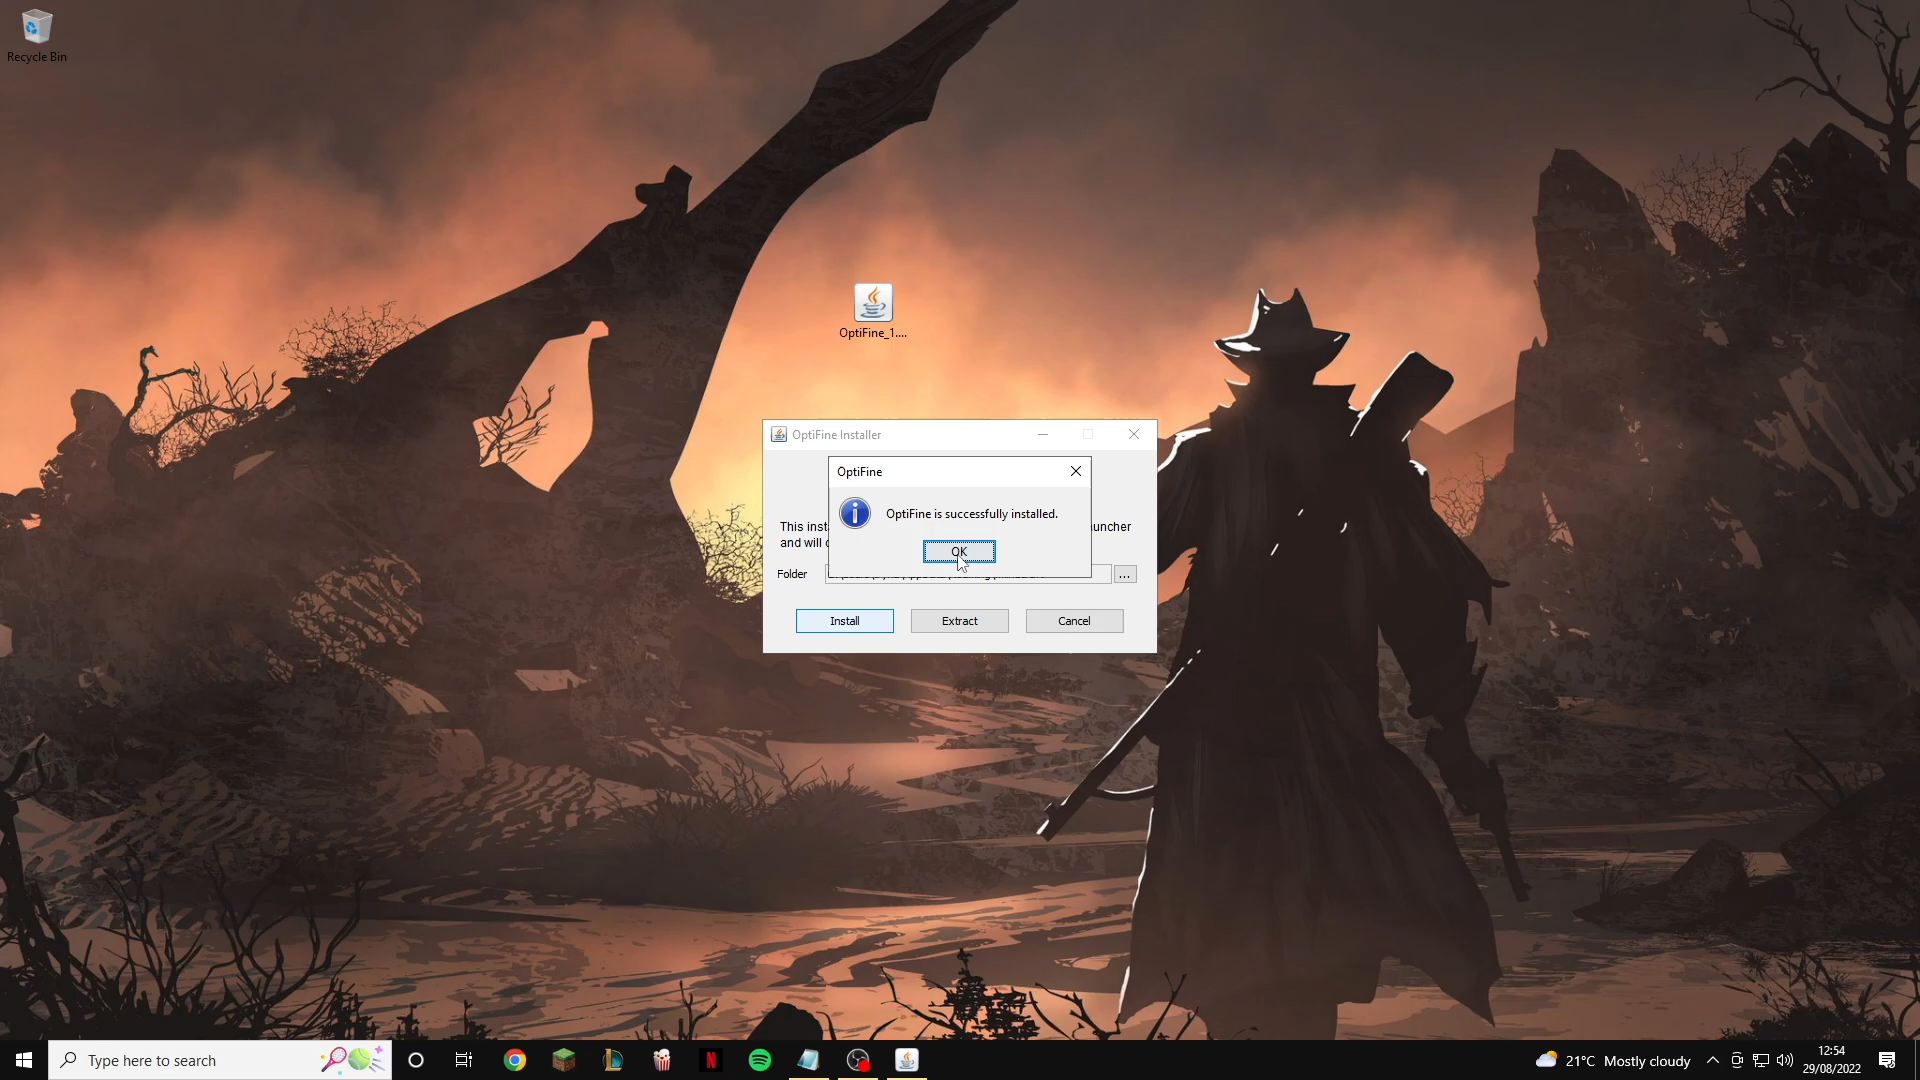 Recycle Bin
OptiFine_1....
OptiFine Installer
OptiFine
OptiFine is successfully installed.
This inst
uncher
and will
OK
Folder
...
Install
Extract
Cancel
Type here to search
N
21°C Mostly cloudy
12:54
29/08/2022